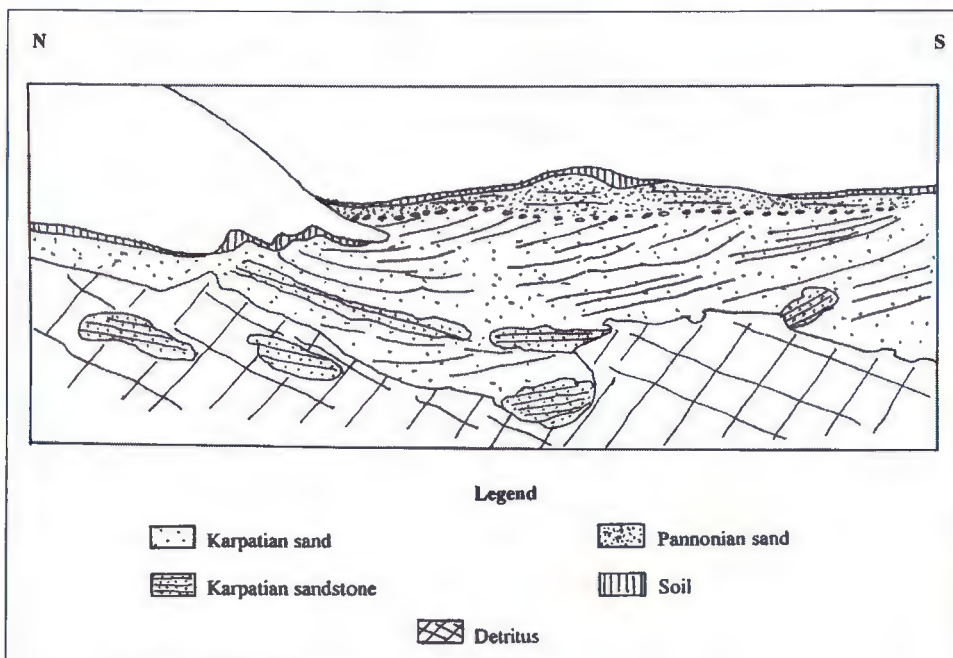 N S
Legend
Karpatian sand Pannonian sand
Karpatian sandstone Soil
Detritus